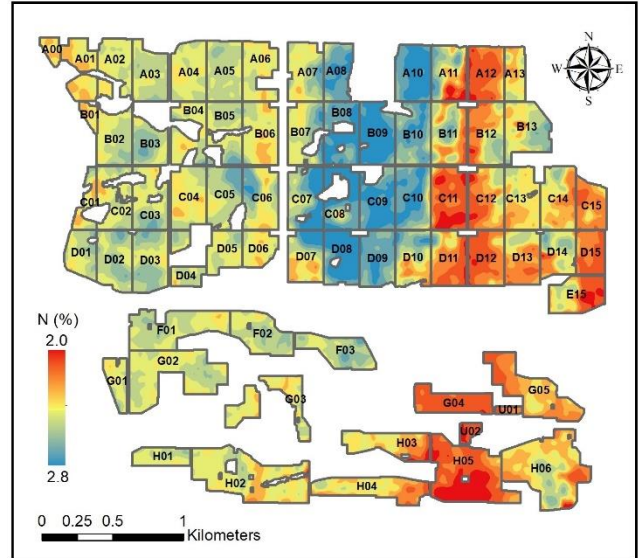 N
W E
S
A00 A01 A02 A03 A04 A05 A06 A07 A08 A10 A11 A12 A13
B01 B02 B03 B04 B05 B06 B07 B08 B09 B10 B11 B12 B13
C01 C02 C03 C04 C05 C06 C07 C08 C09 C10 C11 C12 C13 C14 C15
D01 D02 D03 D04 D05 D06 D07 D08 D09 D10 D11 D12 D13 D14 D15
E15
N (%)
2.0
2.8
F01 F02 F03
G01 G02 G03 G04 U01 G05
U02
H01 H02 H03 H04 H05 H06
0 0.25 0.5 1
Kilometers